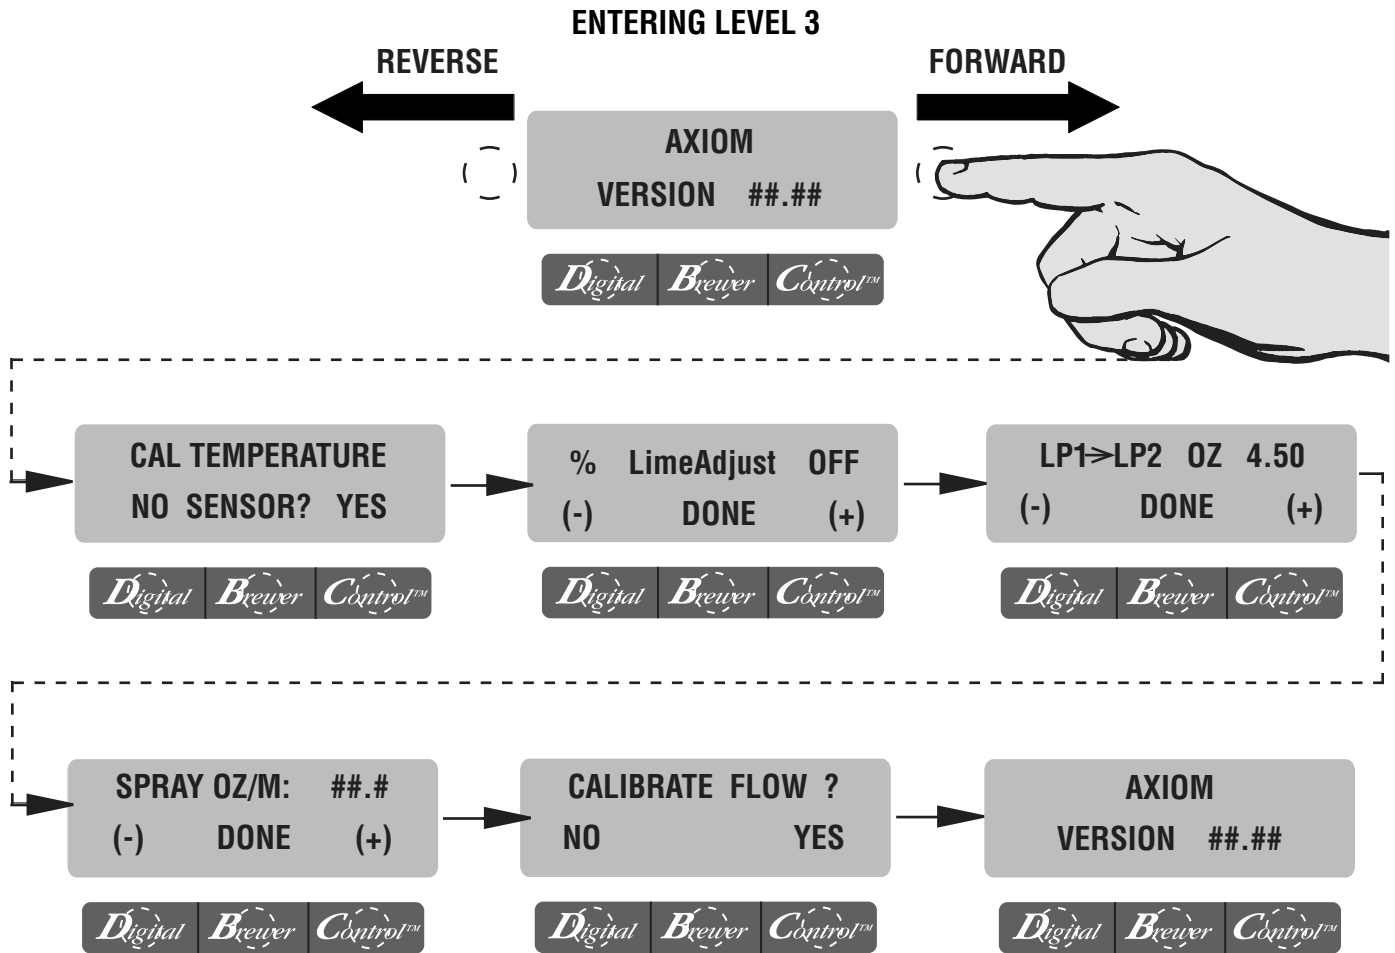 ENTERING LEVEL 3
REVERSE
FORWARD
AXIOM
VERSION ##.##
Digital Brewer Control™
CAL TEMPERATURE
NO SENSOR? YES
Digital Brewer Control™
% LimeAdjust OFF
(-) DONE (+)
Digital Brewer Control™
LP1->LP2 OZ 4.50
(-) DONE (+)
Digital Brewer Control™
SPRAY OZ/M: ##.#
(-) DONE (+)
Digital Brewer Control™
CALIBRATE FLOW ?
NO YES
Digital Brewer Control™
AXIOM
VERSION ##.##
Digital Brewer Control™